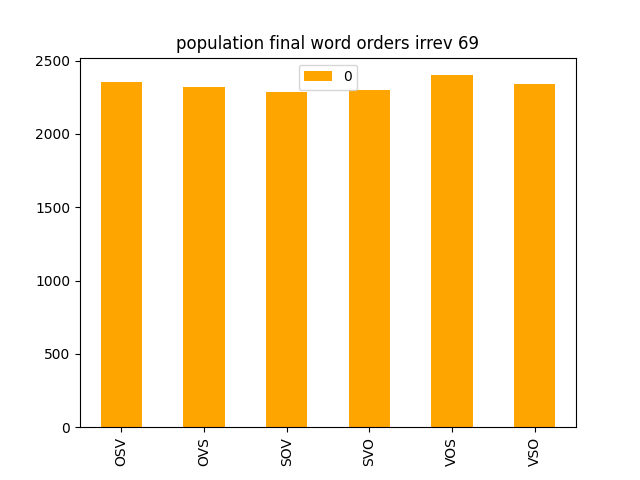 population final word orders irrev 69
0
2500
2000
1500
1000
500
0
OSV
OVS
SOV
SVO
VOS
VSO